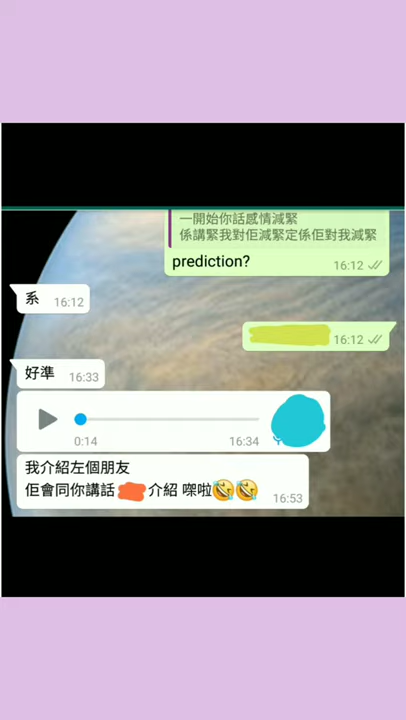 一開始你話感情減緊
係講緊我對佢減緊定係佢對我減緊
prediction?
16:12
系
16:12
16:12
好準
16:33
0:14
16:34
我介紹左個朋友
佢會同你講話 介紹 㗎啦🤣🤣
16:53